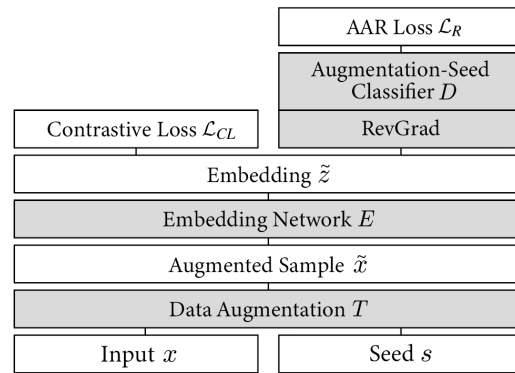 AAR Loss ℒ_R
Augmentation-Seed
Classifier D
Contrastive Loss ℒ_CL
RevGrad
Embedding z̃
Embedding Network E
Augmented Sample x̃
Data Augmentation T
Input x
Seed s